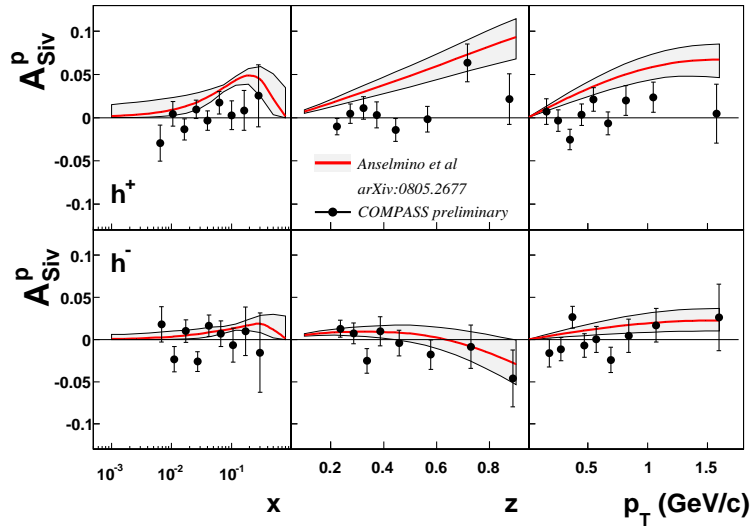 A^p_Siv
0.1
0.05
0
-0.05
-0.1
h^+
Anselmino et al
arXiv:0805.2677
COMPASS preliminary
A^p_Siv
0.1
0.05
0
-0.05
-0.1
h^-
10^-3 10^-2 10^-1 0.2 0.4 0.6 0.8 0.5 1 1.5
x z p_T (GeV/c)